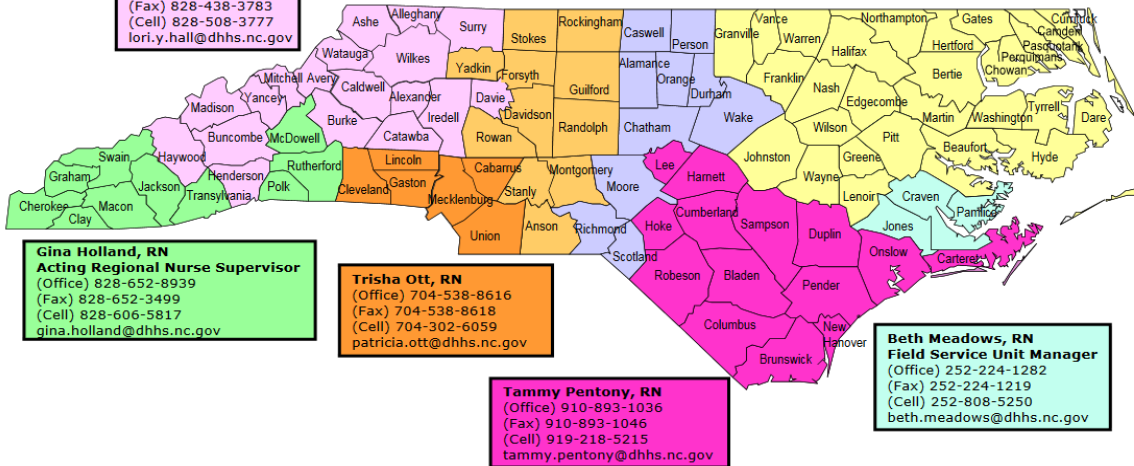 (Fax) 828-438-3783
(Cell) 828-508-3777
lori.y.hall@dhhs.nc.gov
Ashe
Alleghany
Surry
Stokes
Rockingham
Caswell
Person
Granville
Vance
Warren
Northampton
Gates
Currituck
Camden
Pasquotank
Perquimans
Chowan
Hertford
Halifax
Bertie
Watauga
Wilkes
Yadkin
Forsyth
Guilford
Alamance
Orange
Durham
Franklin
Nash
Edgecombe
Martin
Washington
Tyrrell
Dare
Mitchell
Avery
Caldwell
Alexander
Iredell
Davie
Davidson
Randolph
Chatham
Wake
Wilson
Pitt
Beaufort
Hyde
Madison
Yancey
Burke
Catawba
Rowan
Buncombe
McDowell
Haywood
Henderson
Rutherford
Polk
Transylvania
Swain
Graham
Jackson
Cherokee
Macon
Clay
Cleveland
Lincoln
Gaston
Mecklenburg
Cabarrus
Stanly
Montgomery
Moore
Lee
Harnett
Johnston
Wayne
Greene
Lenoir
Craven
Pamlico
Jones
Union
Anson
Richmond
Scotland
Hoke
Cumberland
Sampson
Duplin
Onslow
Carteret
Robeson
Bladen
Pender
Columbus
New
Hanover
Brunswick
Gina Holland, RN
Acting Regional Nurse Supervisor
(Office) 828-652-8939
(Fax) 828-652-3499
(Cell) 828-606-5817
gina.holland@dhhs.nc.gov
Trisha Ott, RN
(Office) 704-538-8616
(Fax) 704-538-8618
(Cell) 704-302-6059
patricia.ott@dhhs.nc.gov
Tammy Pentony, RN
(Office) 910-893-1036
(Fax) 910-893-1046
(Cell) 919-218-5215
tammy.pentony@dhhs.nc.gov
Beth Meadows, RN
Field Service Unit Manager
(Office) 252-224-1282
(Fax) 252-224-1219
(Cell) 252-808-5250
beth.meadows@dhhs.nc.gov